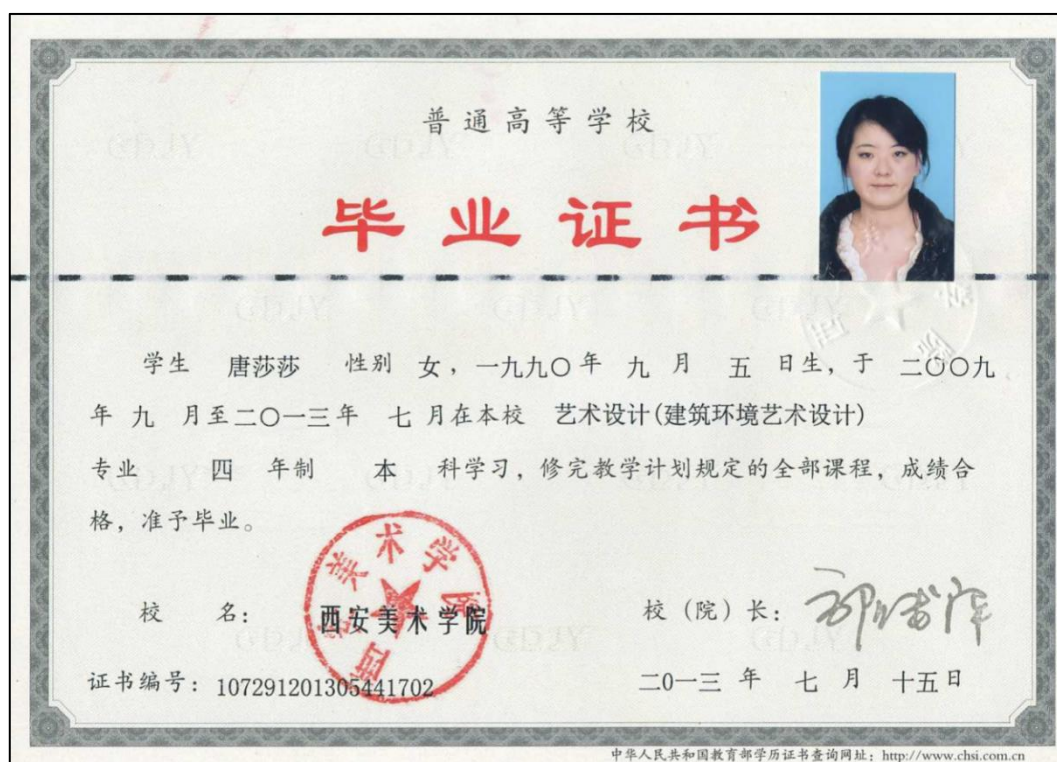 普通高等学校
毕业证书
学生 唐莎莎 性别 女，一九九〇年 九 月 五 日生，于 二〇〇九
年 九 月至二〇一三年 七 月在本校 艺术设计(建筑环境艺术设计)
专业 四 年制 本 科学习，修完教学计划规定的全部课程，成绩合
格，准予毕业。
校 名： 西安美术学院
西安美术学院
校（院）长：
证书编号：107291201305441702
二0一三 年 七 月 十五日
中华人民共和国教育部学历证书查询网址：http://www.chsi.com.cn